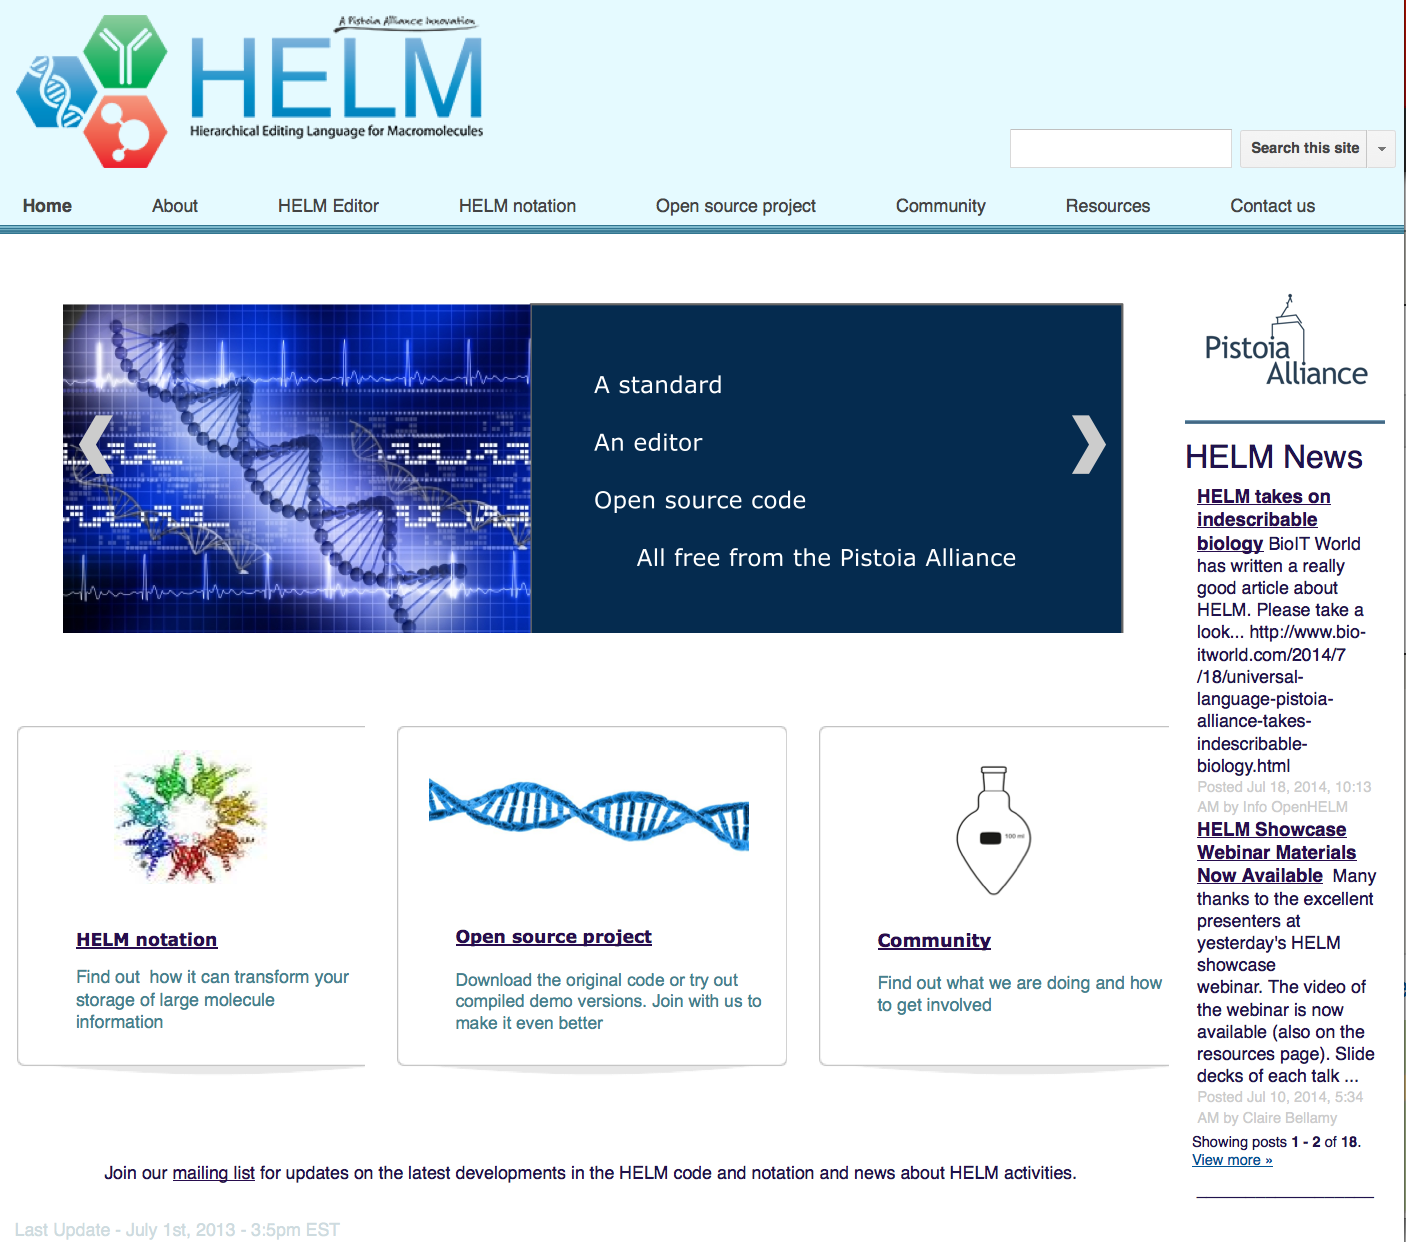 A Pistoia Alliance Innovation
HELM
Hierarchical Editing Language for Macromolecules
Search this site
Home About HELM Editor HELM notation Open source project Community Resources Contact us
A standard
An editor
Open source code
All free from the Pistoia Alliance
HELM notation
Find out  how it can transform your
storage of large molecule
information
Open source project
Download the original code or try out
compiled demo versions. Join with us to
make it even better
100 ml
Community
Find out what we are doing and how
to get involved
Join our mailing list for updates on the latest developments in the HELM code and notation and news about HELM activities.
Last Update - July 1st, 2013 - 3:5pm EST
Pistoia
Alliance
HELM News
HELM takes on
indescribable
biology BioIT World
has written a really
good article about
HELM. Please take a
look... http://www.bio-
itworld.com/2014/7
/18/universal-
language-pistoia-
alliance-takes-
indescribable-
biology.html
Posted Jul 18, 2014, 10:13
AM by Info OpenHELM
HELM Showcase
Webinar Materials
Now Available  Many
thanks to the excellent
presenters at
yesterday's HELM
showcase
webinar. The video of
the webinar is now
available (also on the
resources page). Slide
decks of each talk ...
Posted Jul 10, 2014, 5:34
AM by Claire Bellamy
Showing posts 1 - 2 of 18.
View more »